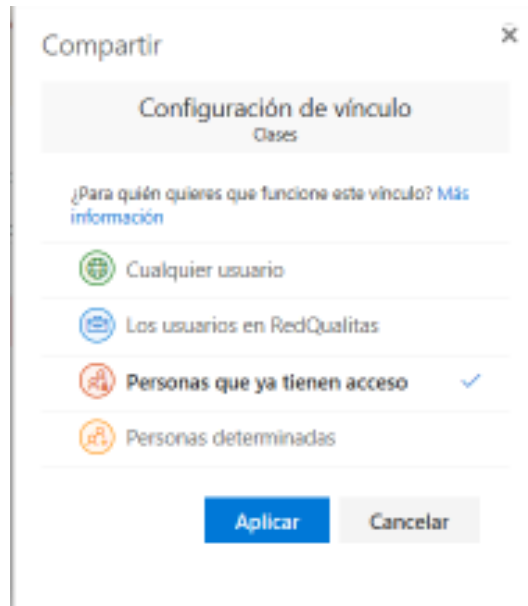 Compartir
Configuración de vínculo
Clases
¿Para quién quieres que funcione este vínculo? Más
información
Cualquier usuario
Los usuarios en RedQualitas
Personas que ya tienen acceso
Personas determinadas
Aplicar Cancelar